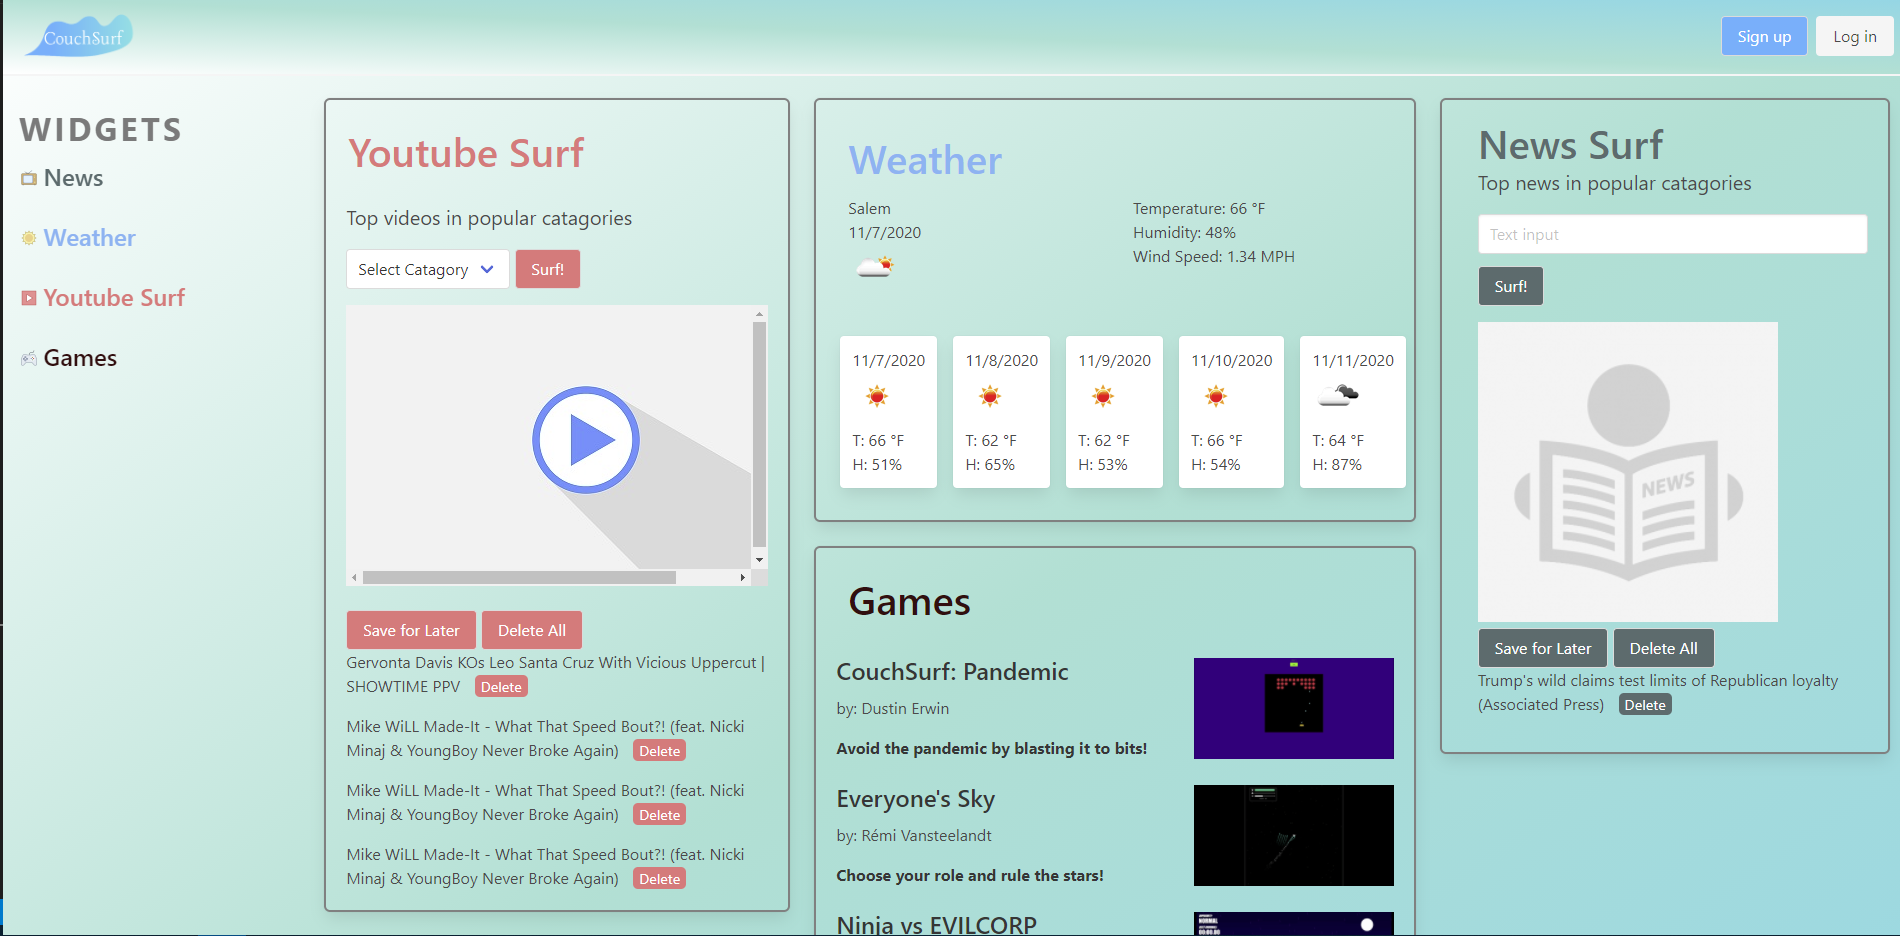 CouchSurf
Sign up
Log in
WIDGETS
News
Weather
Youtube Surf
Games
Youtube Surf
Top videos in popular catagories
Select Catagory
Surf!
Save for Later
Delete All
Gervonta Davis KOs Leo Santa Cruz With Vicious Uppercut |
SHOWTIME PPV
Delete
Mike WiLL Made-It - What That Speed Bout?! (feat. Nicki
Minaj & YoungBoy Never Broke Again)
Delete
Mike WiLL Made-It - What That Speed Bout?! (feat. Nicki
Minaj & YoungBoy Never Broke Again)
Delete
Mike WiLL Made-It - What That Speed Bout?! (feat. Nicki
Minaj & YoungBoy Never Broke Again)
Delete
Weather
Salem
11/7/2020
Temperature: 66 °F
Humidity: 48%
Wind Speed: 1.34 MPH
11/7/2020
T: 66 °F
H: 51%
11/8/2020
T: 62 °F
H: 65%
11/9/2020
T: 62 °F
H: 53%
11/10/2020
T: 66 °F
H: 54%
11/11/2020
T: 64 °F
H: 87%
Games
CouchSurf: Pandemic
by: Dustin Erwin
Avoid the pandemic by blasting it to bits!
Everyone's Sky
by: Rémi Vansteelandt
Choose your role and rule the stars!
Ninja vs EVILCORP
NORMAL
News Surf
Top news in popular catagories
Text input
Surf!
NEWS
Save for Later
Delete All
Trump's wild claims test limits of Republican loyalty
(Associated Press)
Delete